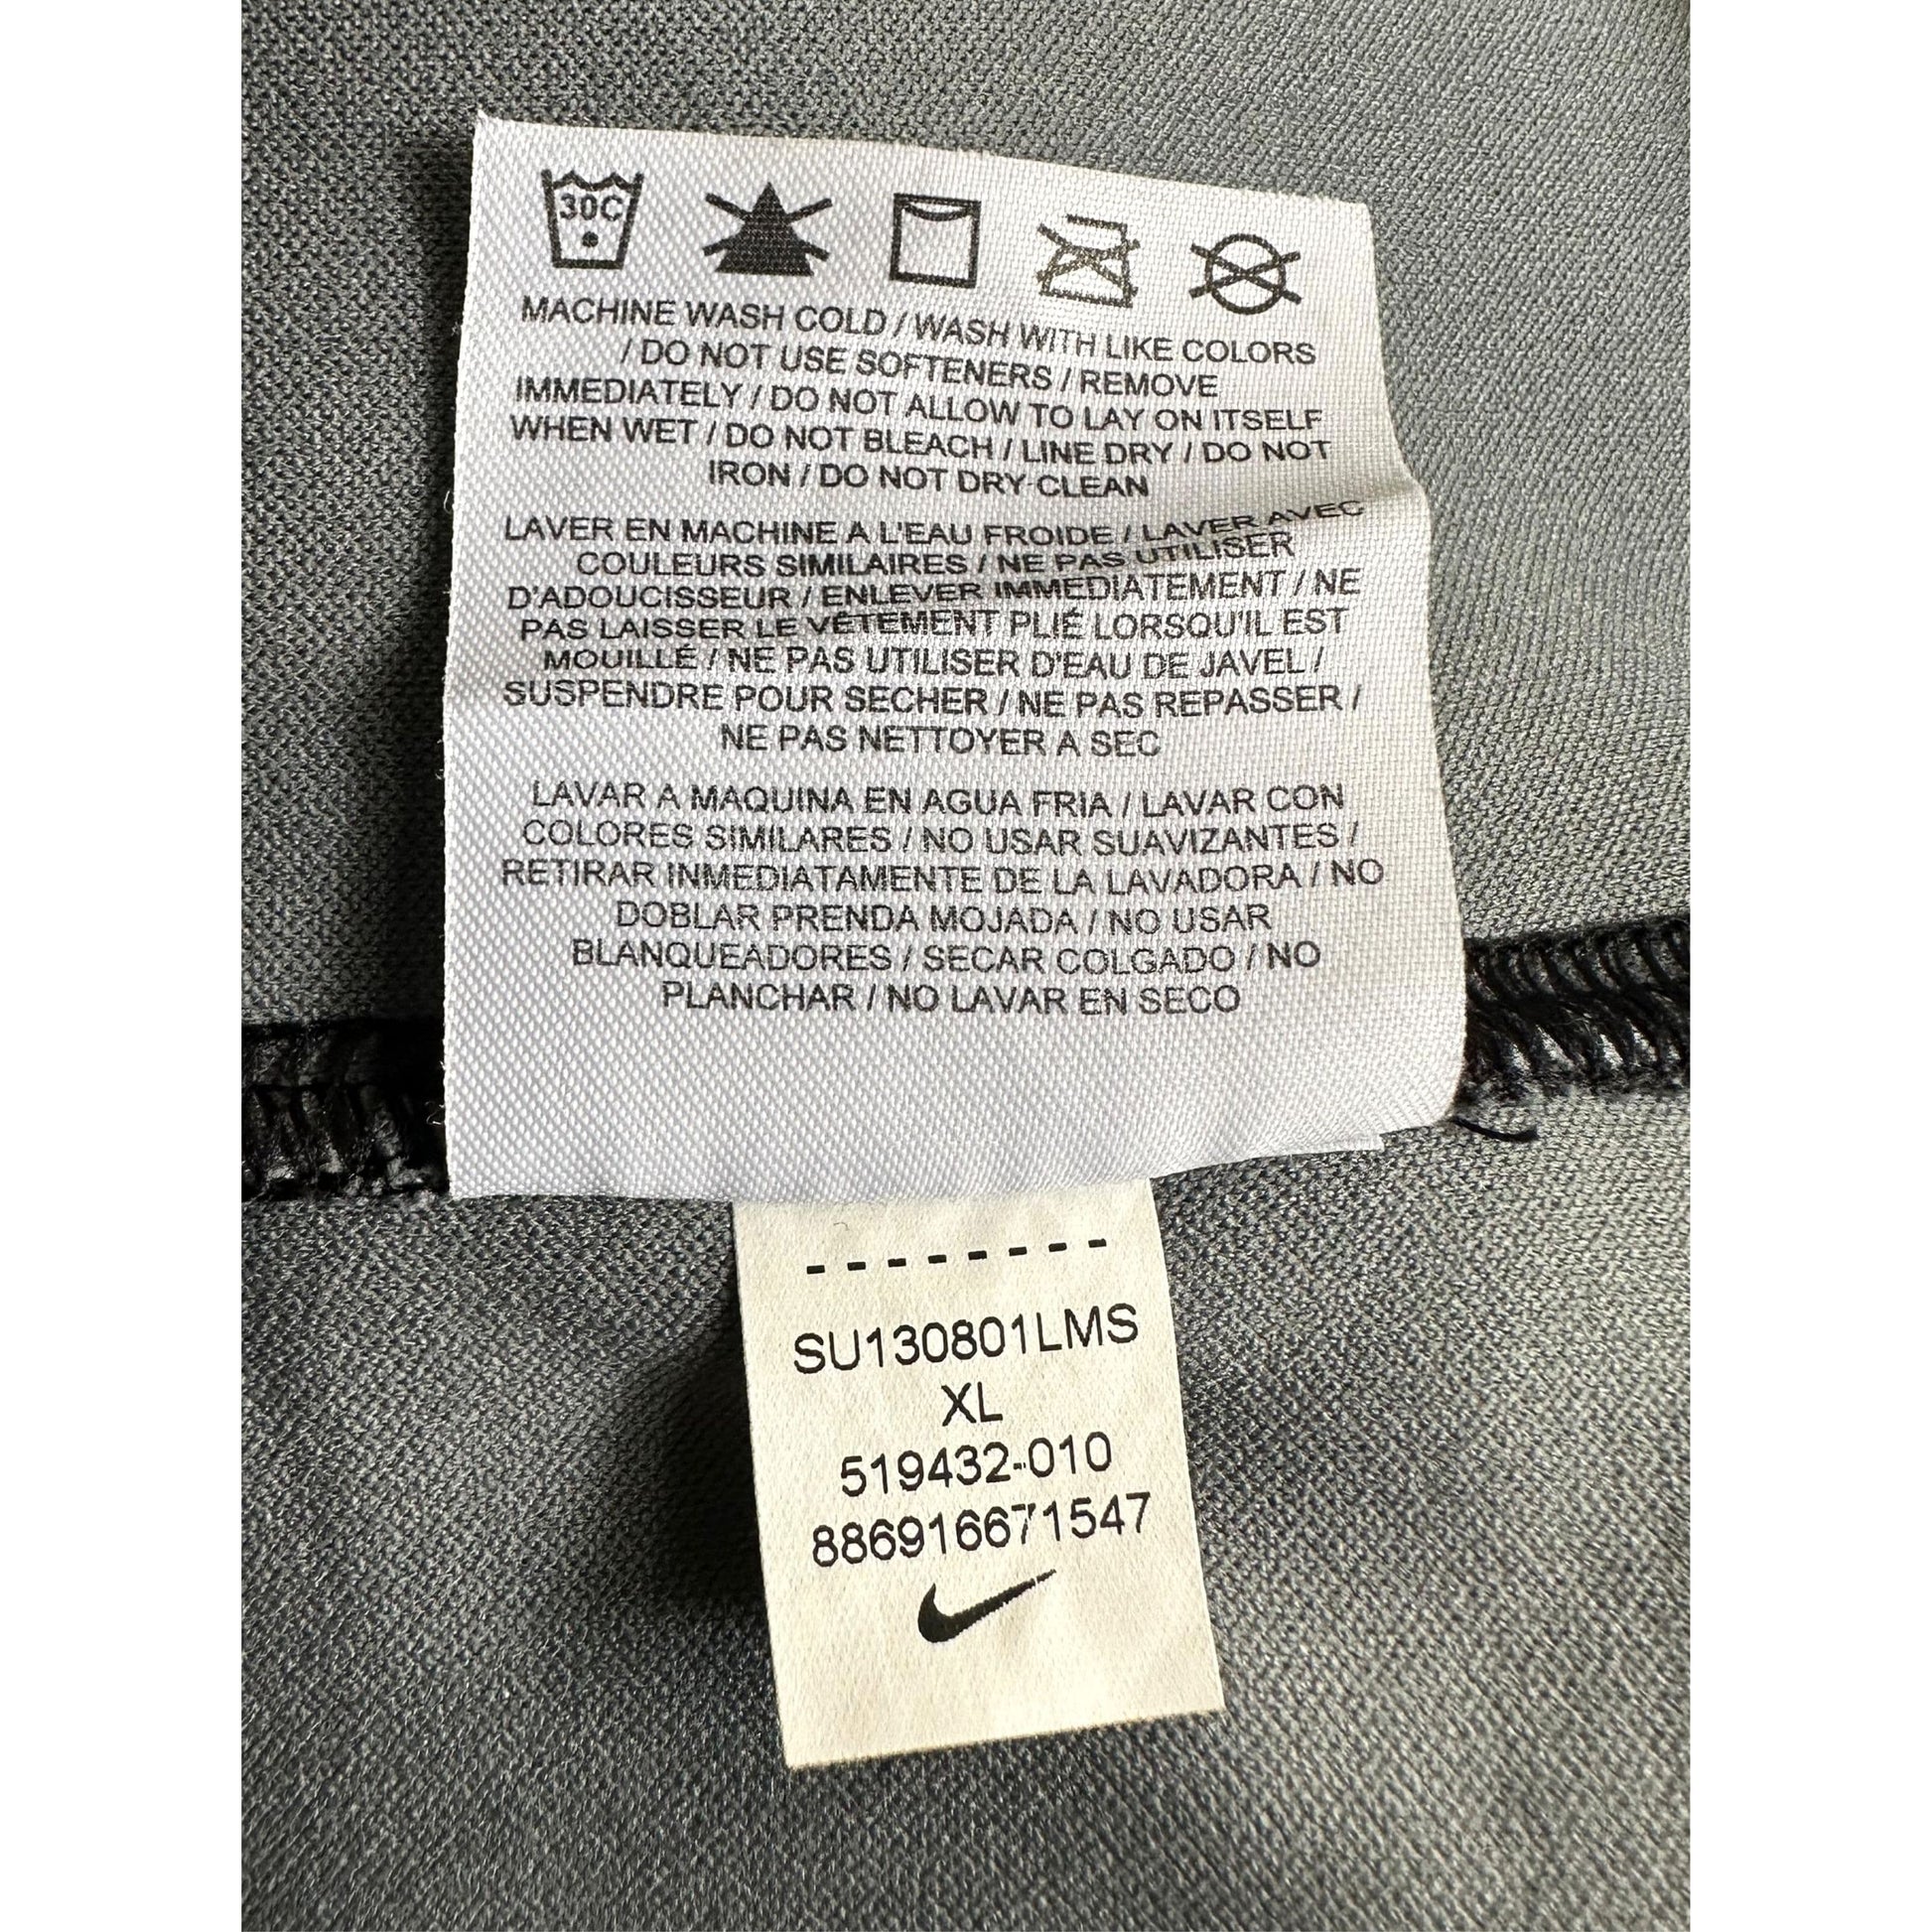 30C
MACHINE WASH COLD / WASH WITH LIKE COLORS
/ DO NOT USE SOFTENERS / REMOVE
IMMEDIATELY / DO NOT ALLOW TO LAY ON ITSELF
WHEN WET / DO NOT BLEACH / LINE DRY / DO NOT
IRON / DO NOT DRY CLEAN
LAVER EN MACHINE A L'EAU FROIDE / LAVER AVEC
COULEURS SIMILAIRES / NE PAS UTILISER
D'ADOUCISSEUR / ENLEVER IMMEDIATEMENT / NE
PAS LAISSER LE VÊTEMENT PLIÉ LORSQU'IL EST
MOUILLÉ / NE PAS UTILISER D'EAU DE JAVEL /
SUSPENDRE POUR SECHER / NE PAS REPASSER /
NE PAS NETTOYER A SEC
LAVAR A MAQUINA EN AGUA FRIA / LAVAR CON
COLORES SIMILARES / NO USAR SUAVIZANTES /
RETIRAR INMEDIATAMENTE DE LA LAVADORA / NO
DOBLAR PRENDA MOJADA / NO USAR
BLANQUEADORES / SECAR COLGADO / NO
PLANCHAR / NO LAVAR EN SECO
--------
SU130801LMS
XL
519432-010
886916671547